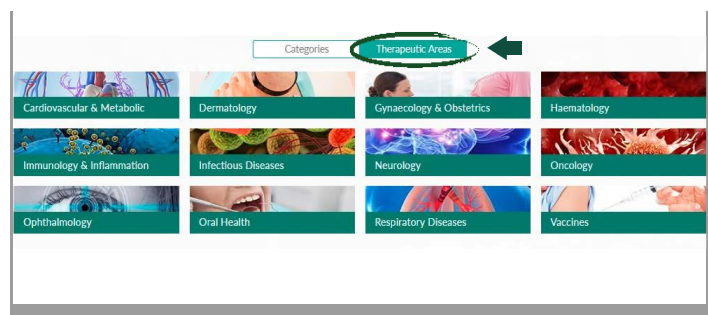 Categories
Therapeutic Areas
Cardiovascular & Metabolic
Dermatology
Gynaecology & Obstetrics
Haematology
Immunology & Inflammation
Infectious Diseases
Neurology
Oncology
Ophthalmology
Oral Health
Respiratory Diseases
Vaccines